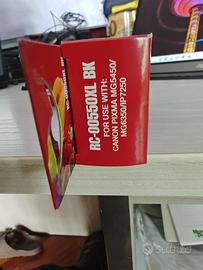 RC-00550XL BK
FOR USE WITH:
CANON PIXMA MG5450/
MG6350/IP7250
subito